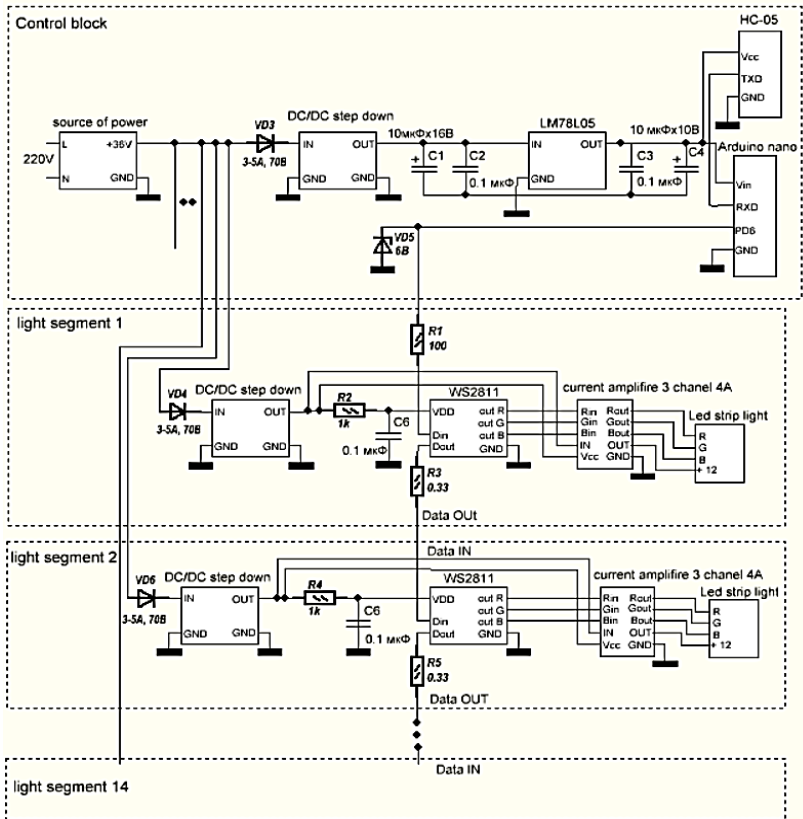 Control block
HC-05
Vcc
TXD
GND
source of power
L
+36V
220V
N
GND
VD3
3-5A, 70В
DC/DC step down
IN
OUT
GND
GND
10мкФх16В
C1
+
C2
0.1 мкФ
LM78L05
IN
OUT
GND
10 мкФх10В
C3
+
C4
0.1 мкФ
Arduino nano
Vin
RXD
PD6
GND
VD5
6В
light segment 1
R1
100
VD4
3-5A, 70В
DC/DC step down
IN
OUT
GND
GND
R2
1k
C6
0.1 мкФ
WS2811
VDD
out R
out G
Din
out B
Dout
GND
R3
0.33
current amplifire 3 chanel 4A
Rin
Rout
Gin
Gout
Bin
Bout
IN
OUT
Vcc
GND
Led strip light
R
G
B
+ 12
Data OUt
light segment 2
Data IN
VD6
3-5A, 70В
DC/DC step down
IN
OUT
GND
GND
R4
1k
C6
0.1 мкФ
WS2811
VDD
out R
out G
Din
out B
Dout
GND
R5
0.33
current amplifire 3 chanel 4A
Rin
Rout
Gin
Gout
Bin
Bout
IN
OUT
Vcc
GND
Led strip light
R
G
B
+ 12
Data OUT
Data IN
light segment 14